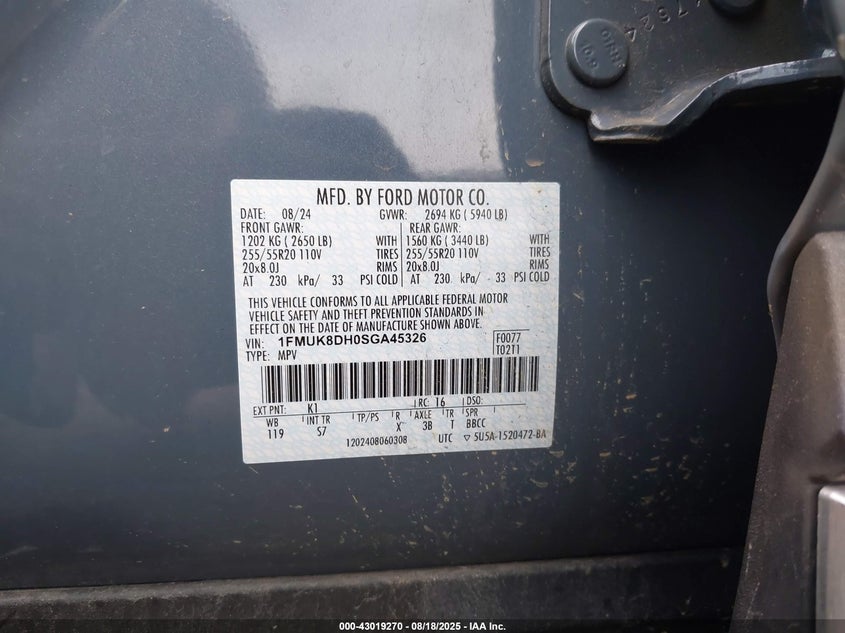 MFD. BY FORD MOTOR CO.
DATE: 08/24 GVWR: 2694 KG ( 5940 LB)
FRONT GAWR: REAR GAWR:
1202 KG ( 2650 LB) WITH 1560 KG ( 3440 LB) WITH
255/55R20 110V TIRES 255/55R20 110V TIRES
20x8.0J RIMS 20x8.0J RIMS
AT 230 kPa/ 33 PSI COLD AT 230 kPa/ 33 PSI COLD
THIS VEHICLE CONFORMS TO ALL APPLICABLE FEDERAL MOTOR
VEHICLE SAFETY AND THEFT PREVENTION STANDARDS IN
EFFECT ON THE DATE OF MANUFACTURE SHOWN ABOVE.
VIN: 1FMUK8DH0SGA45326 F0077
TYPE: MPV T0211
EXT PNT: K1 RC: 16 DSO:
WB INT TR TP/PS R AXLE TR SPR
119 S7 X 3B T BBCC
1202408060308 UTC ▽ 5U5A-1520472-BA
000-43019270 - 08/18/2025 - IAA Inc.